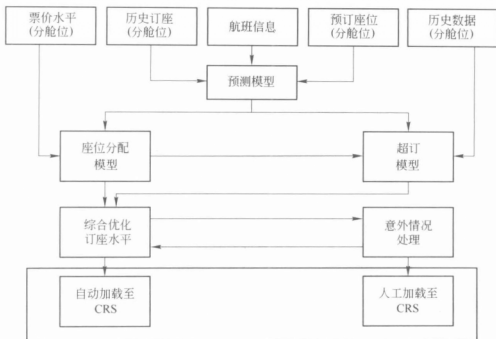 票价水平
(分舱位)
历史订座
(分舱位)
航班信息
预订座位
(分舱位)
历史数据
(分舱位)
预测模型
座位分配
模型
超订
模型
综合优化
订座水平
意外情况
处理
自动加载至
CRS
人工加载至
CRS